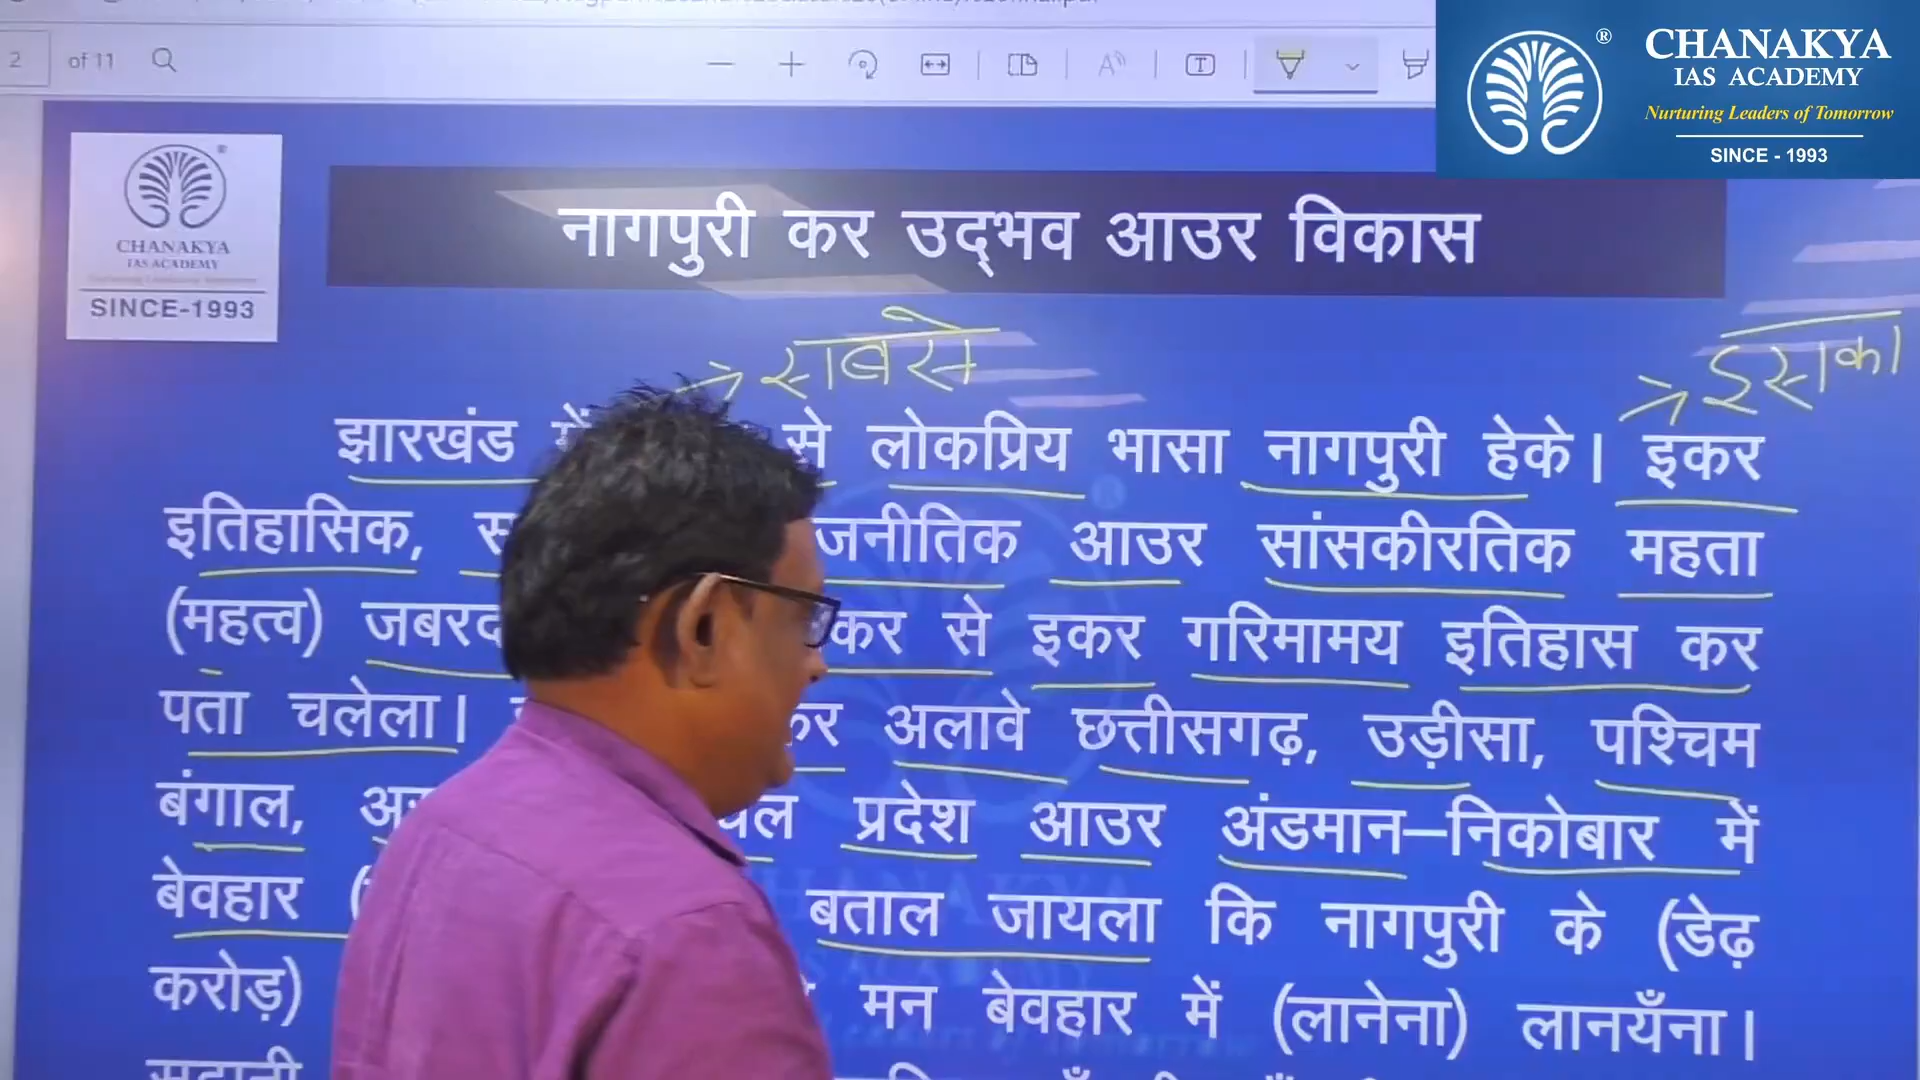 2 of 11
CHANAKYA
IAS ACADEMY
Nurturing Leaders of Tomorrow
SINCE - 1993
CHANAKYA
IAS ACADEMY
SINCE-1993
नागपुरी कर उद्भव आउर विकास
सबसे
इसका
झारखंड में से लोकप्रिय भासा नागपुरी हेके। इकर
इतिहासिक, आउर सांसकीरतिक महता
(महत्व) से इकर गरिमामय इतिहास कर
पता चलेला। अलावे छत्तीसगढ़, उड़ीसा, पश्चिम
बंगाल, प्रदेश आउर अंडमान–निकोबार में
बेवहार बताल जायला कि नागपुरी के (डेढ़
करोड़) मन बेवहार में (लानेना) लानयँना।